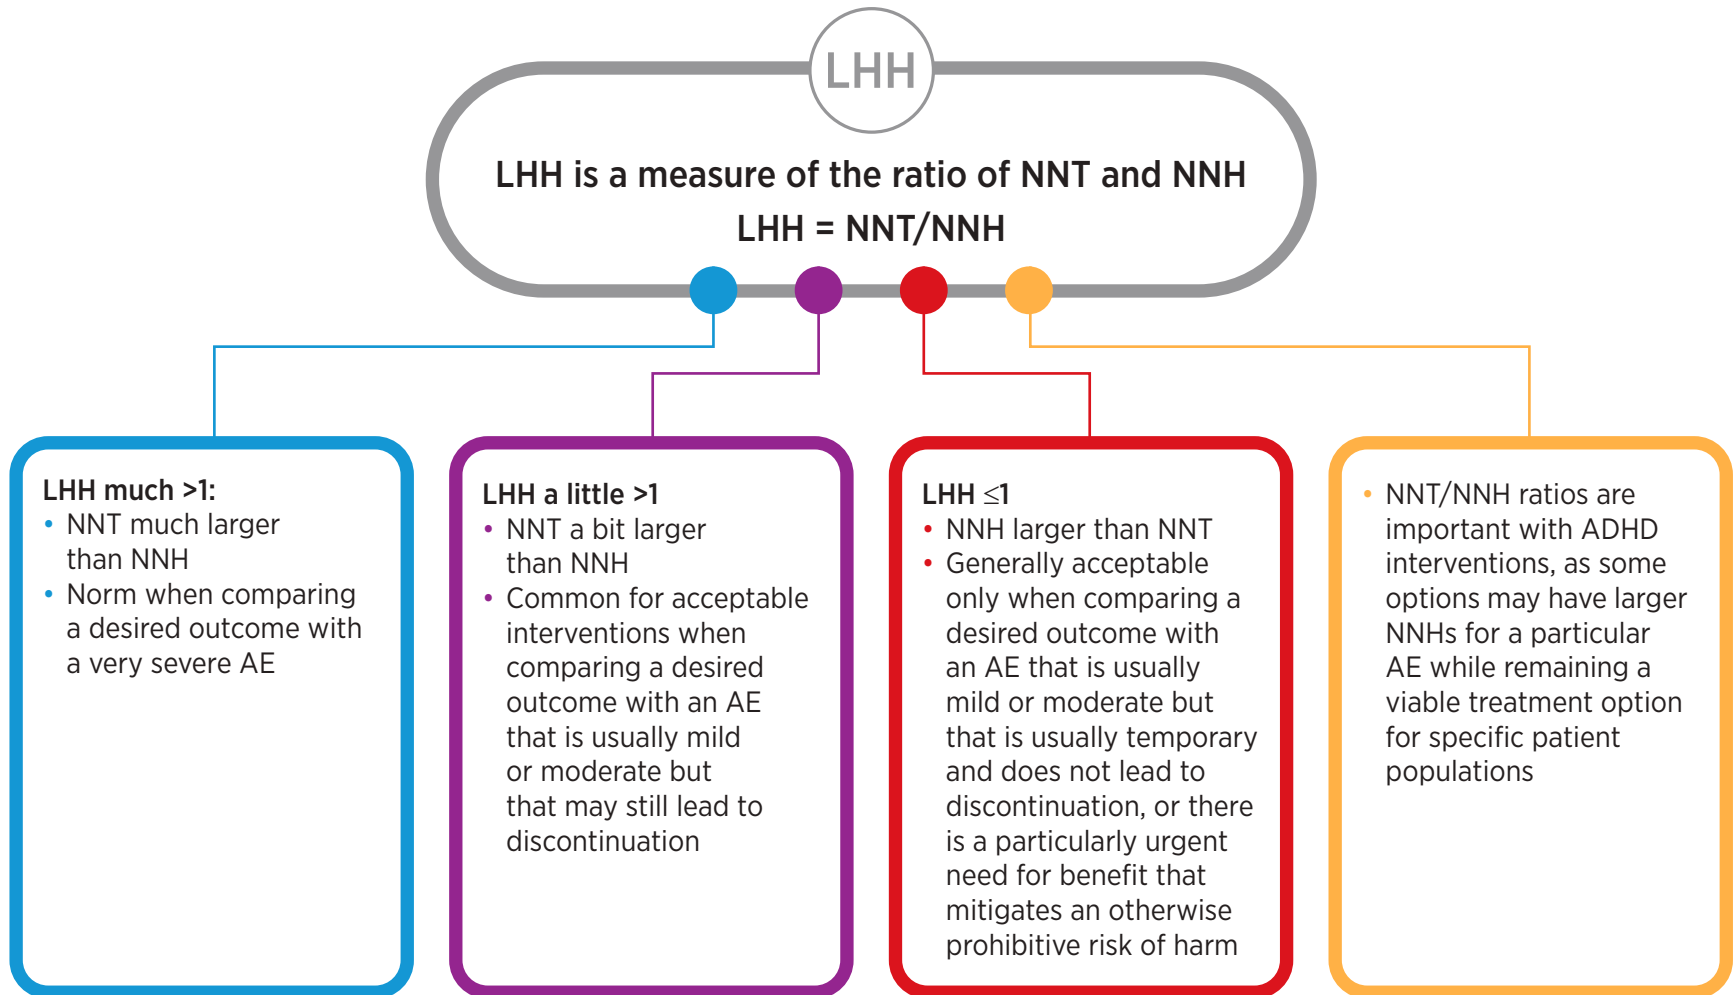 LHH
LHH is a measure of the ratio of NNT and NNH
LHH = NNT/NNH
LHH much >1:
• NNT much larger
than NNH
• Norm when comparing
a desired outcome with
a very severe AE
LHH a little >1
• NNT a bit larger
than NNH
• Common for acceptable
interventions when
comparing a desired
outcome with an AE
that is usually mild
or moderate but
that may still lead to
discontinuation
LHH ≤1
• NNH larger than NNT
• Generally acceptable
only when comparing a
desired outcome with
an AE that is usually
mild or moderate but
that is usually temporary
and does not lead to
discontinuation, or there
is a particularly urgent
need for benefit that
mitigates an otherwise
prohibitive risk of harm
• NNT/NNH ratios are
important with ADHD
interventions, as some
options may have larger
NNHs for a particular
AE while remaining a
viable treatment option
for specific patient
populations